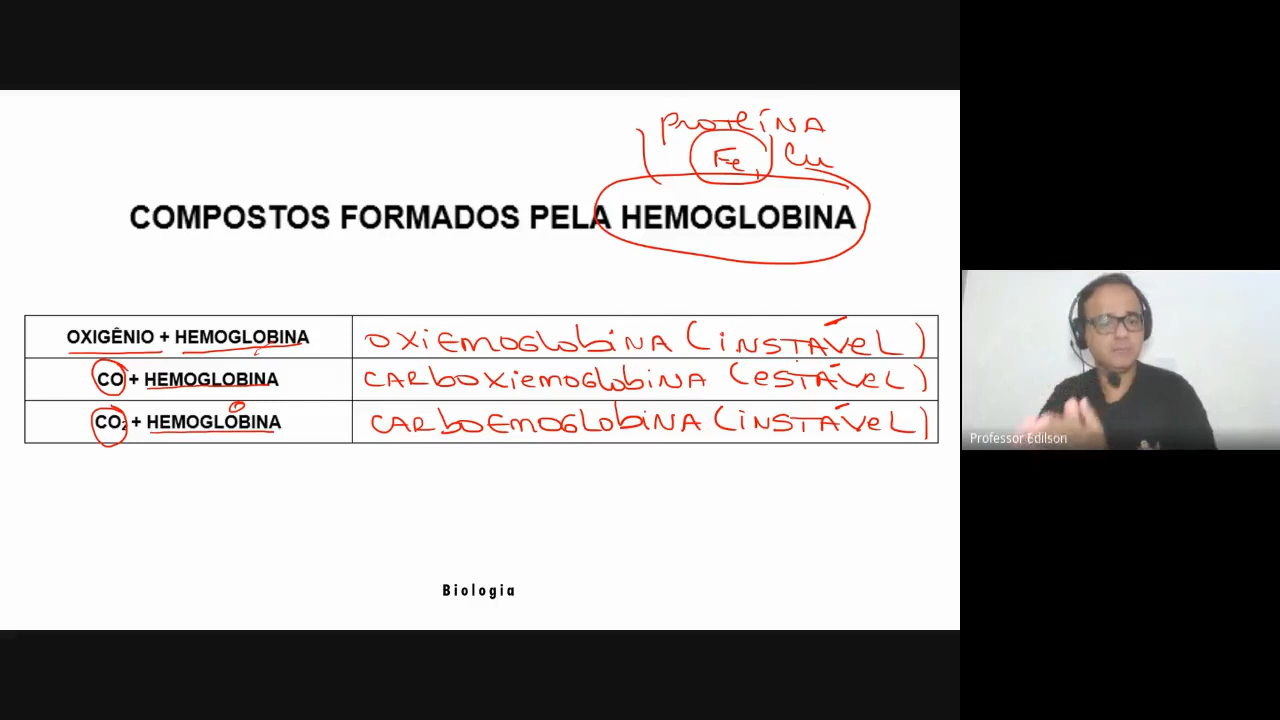 PROTEÍNA
Fe, Cu
COMPOSTOS FORMADOS PELA HEMOGLOBINA
OXIGÊNIO + HEMOGLOBINA OXIEMOGLOBINA (INSTÁVEL)
CO + HEMOGLOBINA CARBOXIEMOGLOBINA (ESTÁVEL)
CO₂ + HEMOGLOBINA CARBOEMOGLOBINA (INSTÁVEL)
Professor Edilson
Biologia